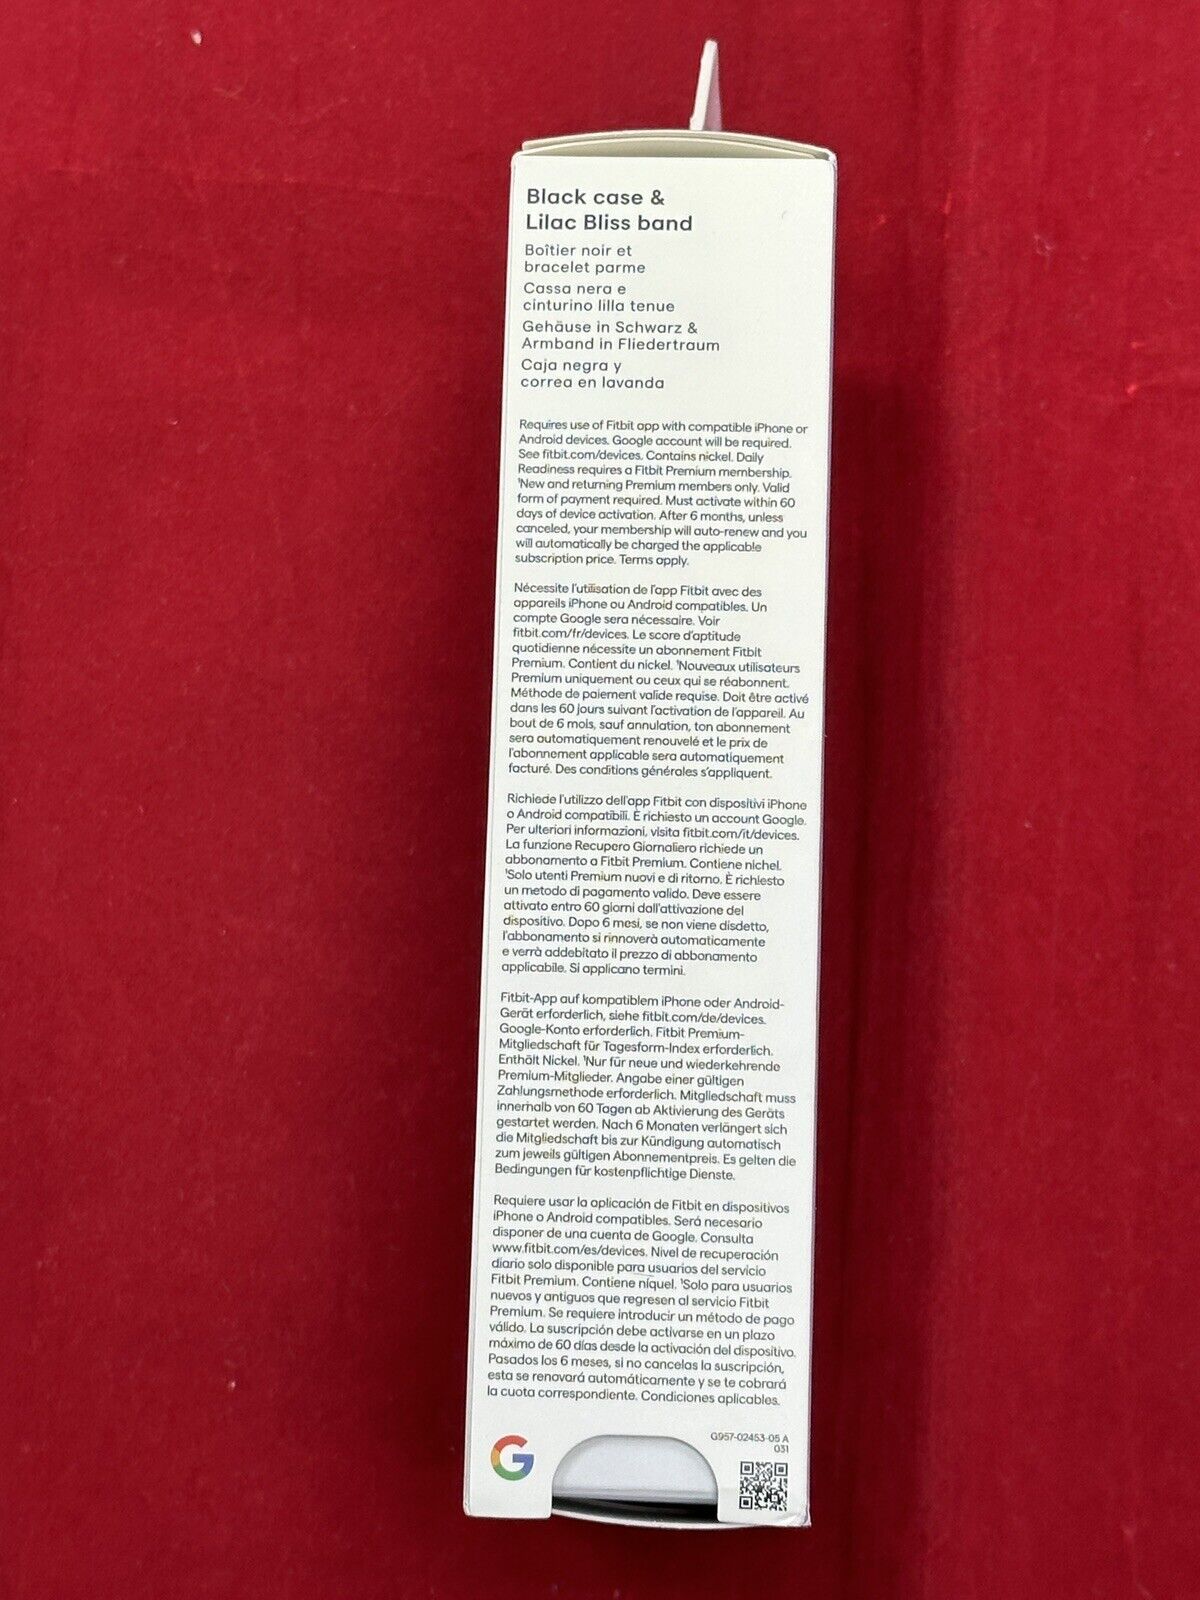 Black case &
Lilac Bliss band
Boîtier noir et
bracelet parme
Cassa nera e
cinturino lilla tenue
Gehäuse in Schwarz &
Armband in Fliedertraum
Caja negra y
correa en lavanda
Requires use of Fitbit app with compatible iPhone or
Android devices. Google account will be required.
See fitbit.com/devices. Contains nickel. Daily
Readiness requires a Fitbit Premium membership.
¹New and returning Premium members only. Valid
form of payment required. Must activate within 60
days of device activation. After 6 months, unless
canceled, your membership will auto-renew and you
will automatically be charged the applicable
subscription price. Terms apply.
Nécessite l'utilisation de l'app Fitbit avec des
appareils iPhone ou Android compatibles. Un
compte Google sera nécessaire. Voir
fitbit.com/fr/devices. Le score d'aptitude
quotidienne nécessite un abonnement Fitbit
Premium. Contient du nickel. ¹Nouveaux utilisateurs
Premium uniquement ou ceux qui se réabonnent.
Méthode de paiement valide requise. Doit être activé
dans les 60 jours suivant l'activation de l'appareil. Au
bout de 6 mois, sauf annulation, ton abonnement
sera automatiquement renouvelé et le prix de
l'abonnement applicable sera automatiquement
facturé. Des conditions générales s'appliquent.
Richiede l'utilizzo dell'app Fitbit con dispositivi iPhone
o Android compatibili. È richiesto un account Google.
Per ulteriori informazioni, visita fitbit.com/it/devices.
La funzione Recupero Giornaliero richiede un
abbonamento a Fitbit Premium. Contiene nichel.
¹Solo utenti Premium nuovi e di ritorno. È richiesto
un metodo di pagamento valido. Deve essere
attivato entro 60 giorni dall'attivazione del
dispositivo. Dopo 6 mesi, se non viene disdetto,
l'abbonamento si rinnoverà automaticamente
e verrà addebitato il prezzo di abbonamento
applicabile. Si applicano termini.
Fitbit-App auf kompatiblem iPhone oder Android-
Gerät erforderlich, siehe fitbit.com/de/devices.
Google-Konto erforderlich. Fitbit Premium-
Mitgliedschaft für Tagesform-Index erforderlich.
Enthält Nickel. ¹Nur für neue und wiederkehrende
Premium-Mitglieder. Angabe einer gültigen
Zahlungsmethode erforderlich. Mitgliedschaft muss
innerhalb von 60 Tagen ab Aktivierung des Geräts
gestartet werden. Nach 6 Monaten verlängert sich
die Mitgliedschaft bis zur Kündigung automatisch
zum jeweils gültigen Abonnementpreis. Es gelten die
Bedingungen für kostenpflichtige Dienste.
Requiere usar la aplicación de Fitbit en dispositivos
iPhone o Android compatibles. Será necesario
disponer de una cuenta de Google. Consulta
www.fitbit.com/es/devices. Nivel de recuperación
diario solo disponible para usuarios del servicio
Fitbit Premium. Contiene níquel. ¹Solo para usuarios
nuevos y antiguos que regresen al servicio Fitbit
Premium. Se requiere introducir un método de pago
válido. La suscripción debe activarse en un plazo
máximo de 60 días desde la activación del dispositivo.
Pasados los 6 meses, si no cancelas la suscripción,
esta se renovará automáticamente y se te cobrará
la cuota correspondiente. Condiciones aplicables.
G957-02453-05 A
031
G